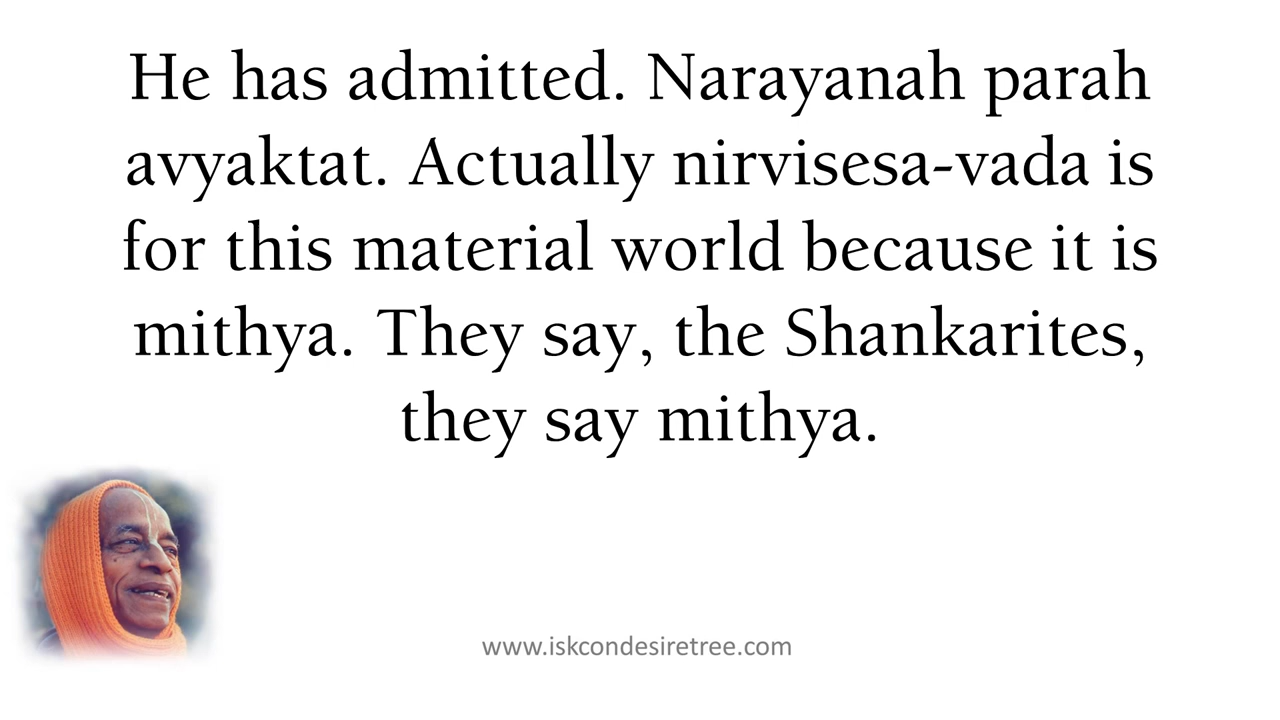 He has admitted. Narayanah parah
avyaktat. Actually nirvisesa-vada is
for this material world because it is
mithya. They say, the Shankarites,
they say mithya.
www.iskcondesiretree.com